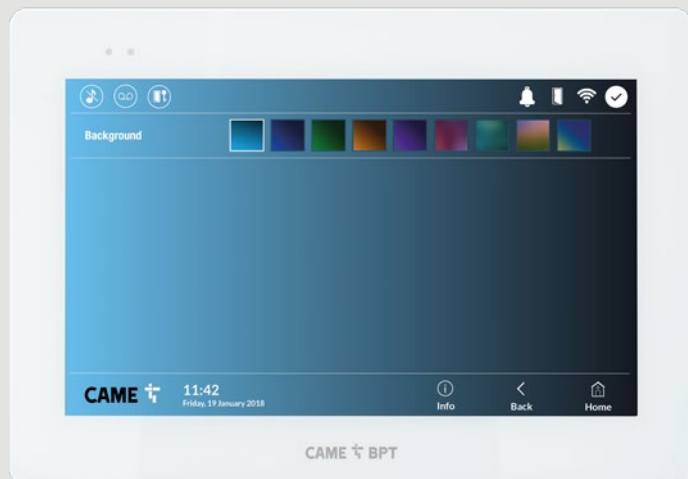 Background
CAME
11:42
Friday, 19 January 2018
Info
Back
Home
CAME BPT